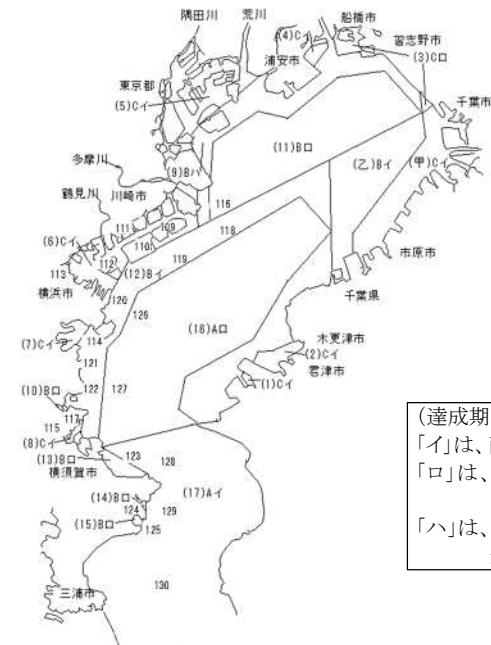 隅田川
荒川
(4)Cイ
船橋市
習志野市
(3)Cロ
浦安市
東京都
(5)Cイ
千葉市
(11)Bロ
(乙)Bイ
(甲)Cイ
多摩川
(9)Bハ
鶴見川
川崎市
116
111
109
118
市原市
(6)Cイ
110
119
112
(12)Bイ
113
横浜市
千葉県
120
126
(16)Aロ
木更津市
(7)Cイ
114
(2)Cイ
君津市
121
(1)Cイ
(10)Bロ
122
127
115
117
(8)Cイ
(13)Bロ
横須賀市
123
128
(17)Aイ
(14)Bロ
124
129
(15)Bロ
125
130
三浦市
(達成期
「イ」は、
「ロ」は、
「ハ」は、